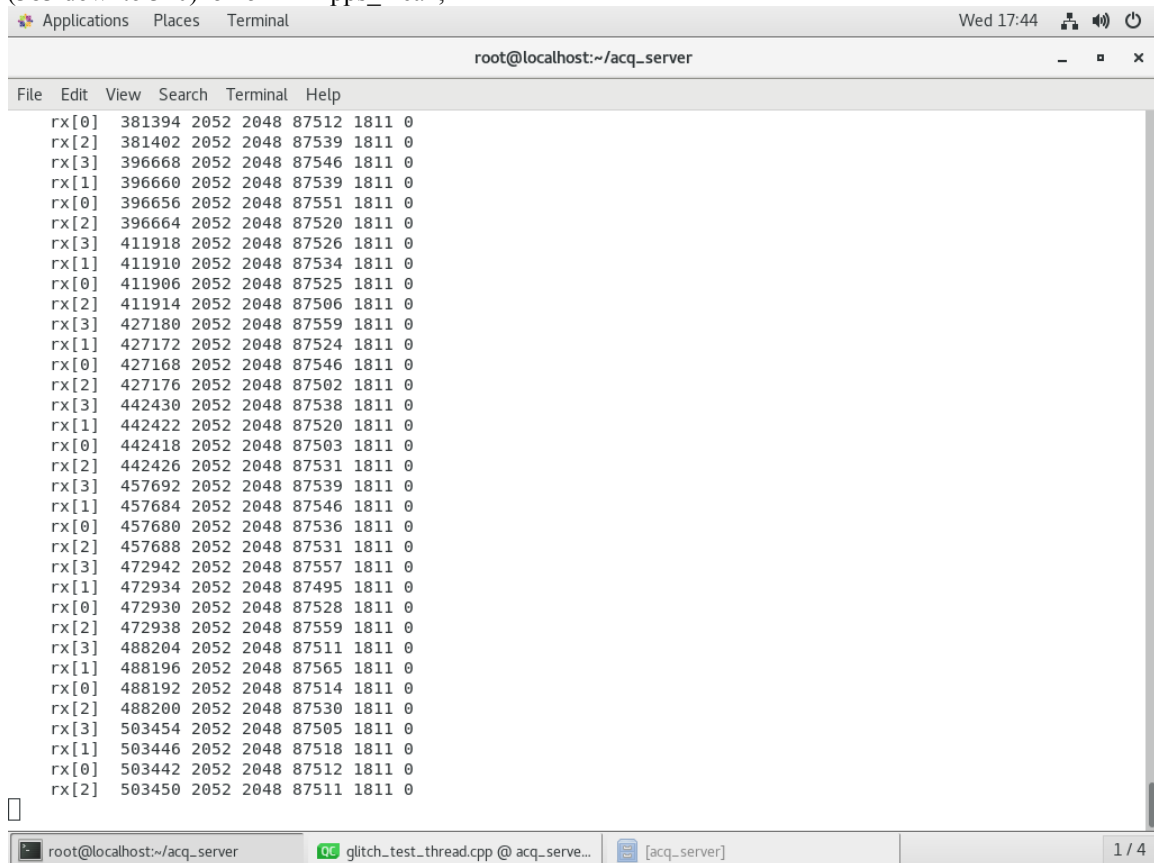 Applications Places Terminal Wed 17:44
root@localhost:~/acq_server
File Edit View Search Terminal Help
rx[0] 381394 2052 2048 87512 1811 0
rx[2] 381402 2052 2048 87539 1811 0
rx[3] 396668 2052 2048 87546 1811 0
rx[1] 396660 2052 2048 87539 1811 0
rx[0] 396656 2052 2048 87551 1811 0
rx[2] 396664 2052 2048 87520 1811 0
rx[3] 411918 2052 2048 87526 1811 0
rx[1] 411910 2052 2048 87534 1811 0
rx[0] 411906 2052 2048 87525 1811 0
rx[2] 411914 2052 2048 87506 1811 0
rx[3] 427180 2052 2048 87559 1811 0
rx[1] 427172 2052 2048 87524 1811 0
rx[0] 427168 2052 2048 87546 1811 0
rx[2] 427176 2052 2048 87502 1811 0
rx[3] 442430 2052 2048 87538 1811 0
rx[1] 442422 2052 2048 87520 1811 0
rx[0] 442418 2052 2048 87503 1811 0
rx[2] 442426 2052 2048 87531 1811 0
rx[3] 457692 2052 2048 87539 1811 0
rx[1] 457684 2052 2048 87546 1811 0
rx[0] 457680 2052 2048 87536 1811 0
rx[2] 457688 2052 2048 87531 1811 0
rx[3] 472942 2052 2048 87557 1811 0
rx[1] 472934 2052 2048 87495 1811 0
rx[0] 472930 2052 2048 87528 1811 0
rx[2] 472938 2052 2048 87559 1811 0
rx[3] 488204 2052 2048 87511 1811 0
rx[1] 488196 2052 2048 87565 1811 0
rx[0] 488192 2052 2048 87514 1811 0
rx[2] 488200 2052 2048 87530 1811 0
rx[3] 503454 2052 2048 87505 1811 0
rx[1] 503446 2052 2048 87518 1811 0
rx[0] 503442 2052 2048 87512 1811 0
rx[2] 503450 2052 2048 87511 1811 0
root@localhost:~/acq_server QC glitch_test_thread.cpp @ acq_serve... [acq_server] 1 / 4